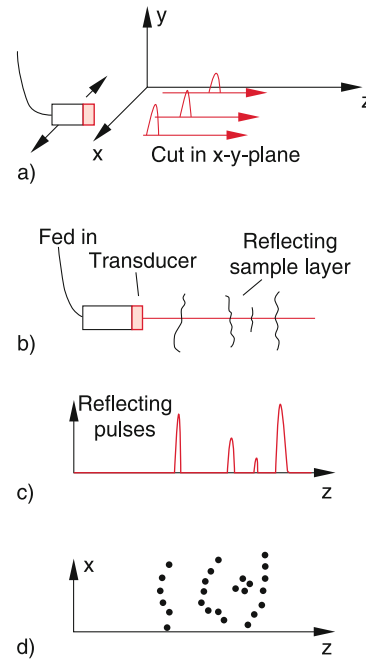 y
z
x
Cut in x-y-plane
a)
Fed in
Transducer
Reflecting
sample layer
b)
Reflecting
pulses
z
c)
x
z
d)